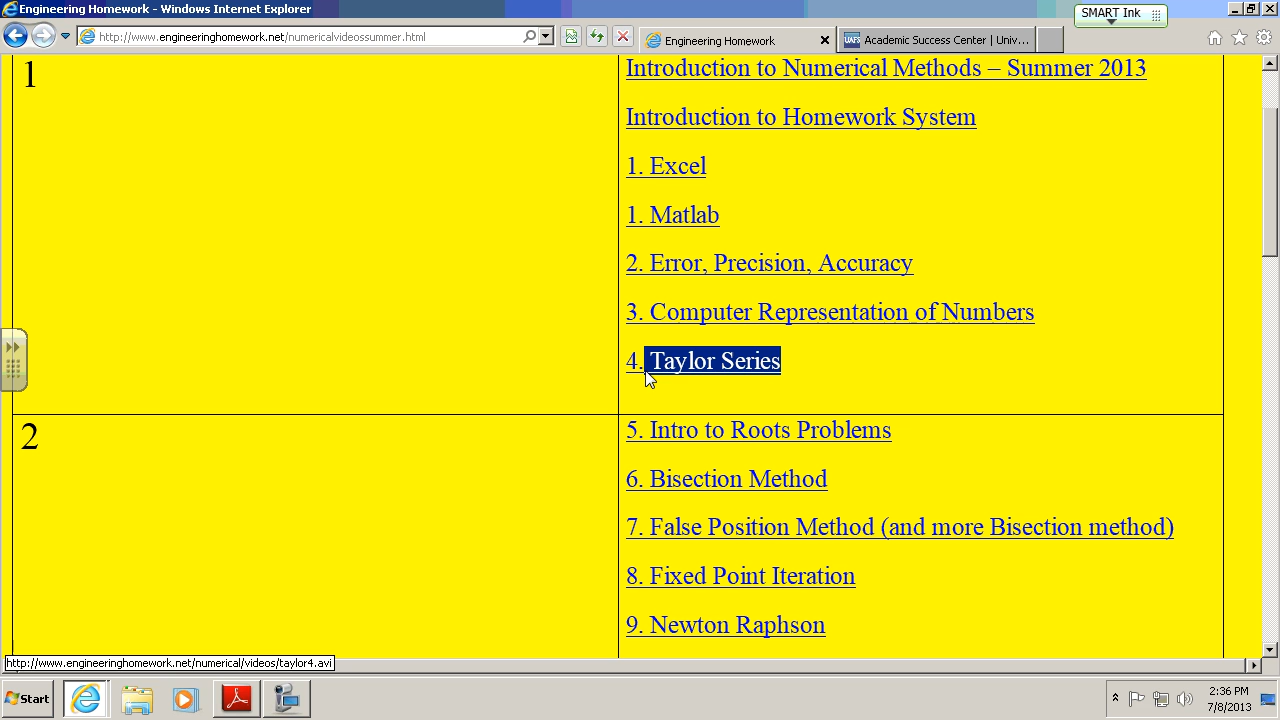 Engineering Homework - Windows Internet Explorer
SMART Ink
http://www.engineeringhomework.net/numericalvideossummer.html
Engineering Homework
UAFS Academic Success Center | Univ...
1
Introduction to Numerical Methods – Summer 2013
Introduction to Homework System
1. Excel
1. Matlab
2. Error, Precision, Accuracy
3. Computer Representation of Numbers
4. Taylor Series
2
5. Intro to Roots Problems
6. Bisection Method
7. False Position Method (and more Bisection method)
8. Fixed Point Iteration
9. Newton Raphson
http://www.engineeringhomework.net/numerical/videos/taylor4.avi
Start
2:36 PM
7/8/2013